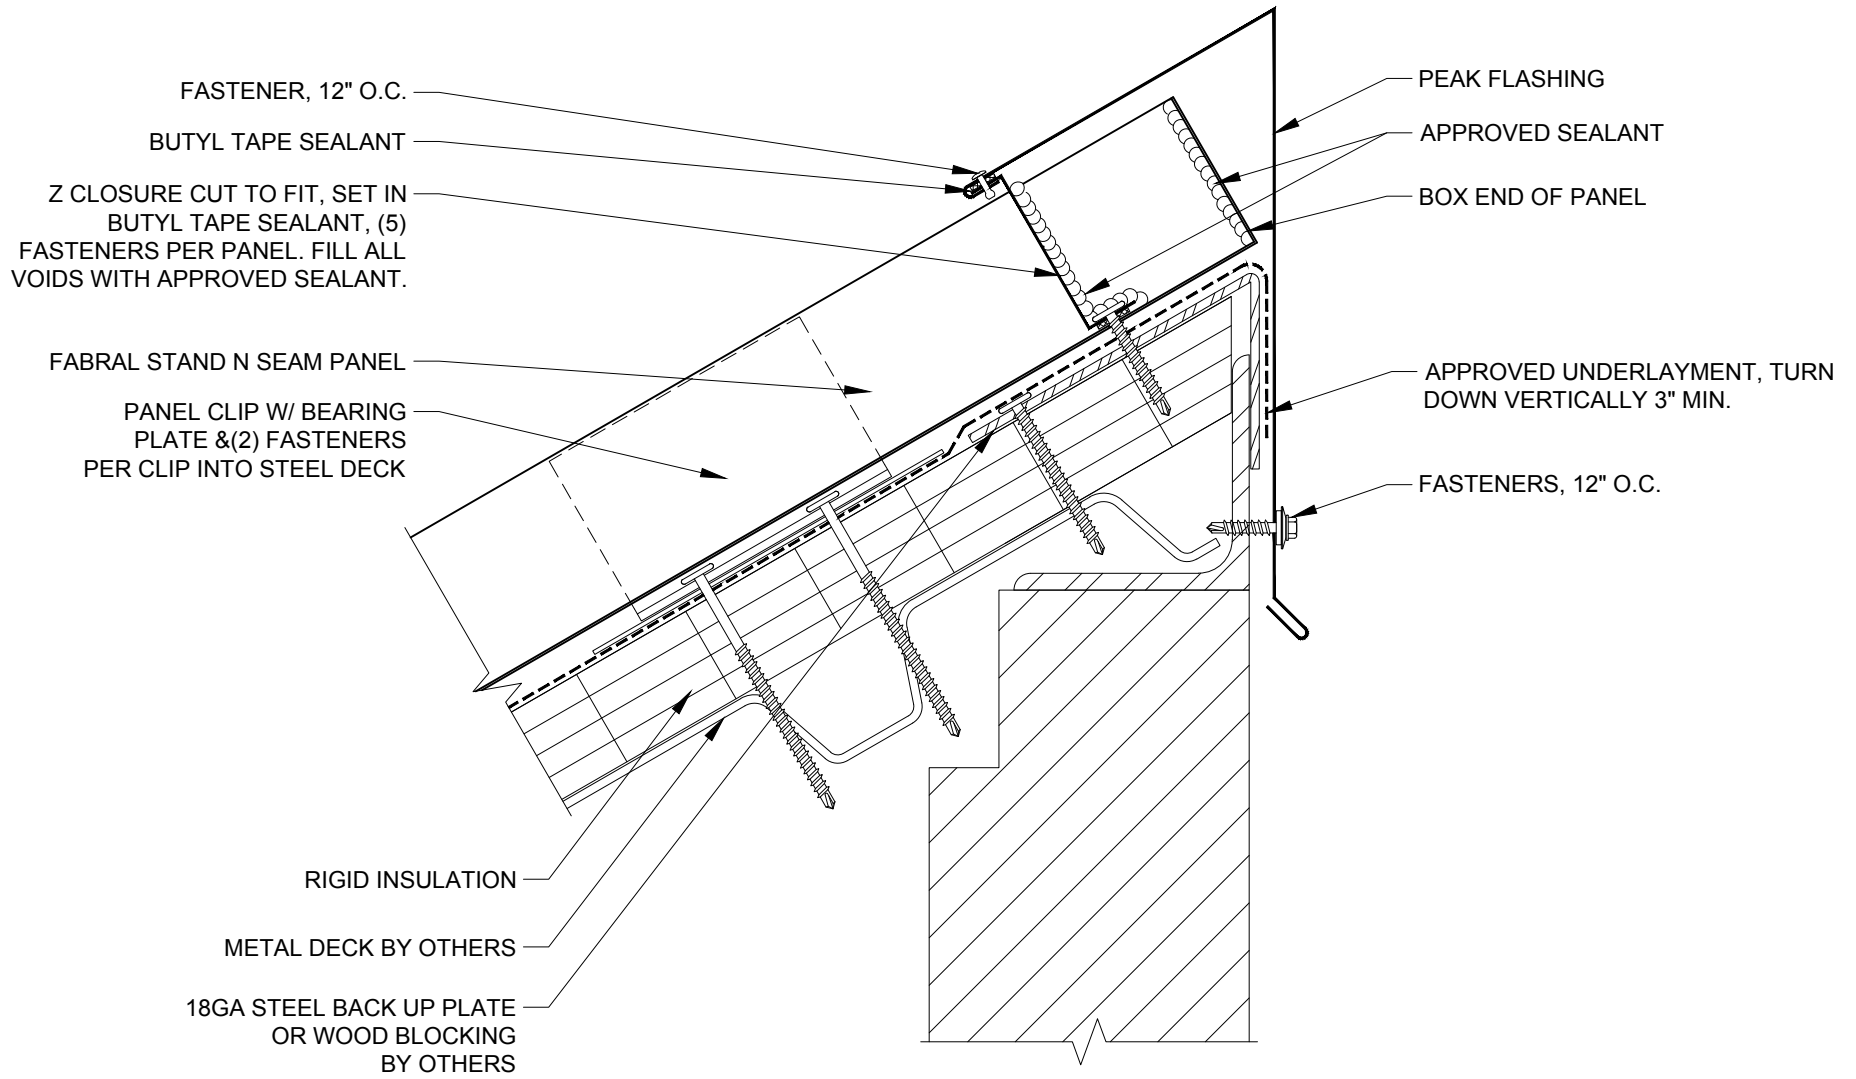 FASTENER, 12" O.C.
BUTYL TAPE SEALANT
Z CLOSURE CUT TO FIT, SET IN
BUTYL TAPE SEALANT, (5)
FASTENERS PER PANEL. FILL ALL
VOIDS WITH APPROVED SEALANT.
FABRAL STAND N SEAM PANEL
PANEL CLIP W/ BEARING
PLATE &(2) FASTENERS
PER CLIP INTO STEEL DECK
RIGID INSULATION
METAL DECK BY OTHERS
18GA STEEL BACK UP PLATE
OR WOOD BLOCKING
BY OTHERS
PEAK FLASHING
APPROVED SEALANT
BOX END OF PANEL
APPROVED UNDERLAYMENT, TURN
DOWN VERTICALLY 3" MIN.
FASTENERS, 12" O.C.